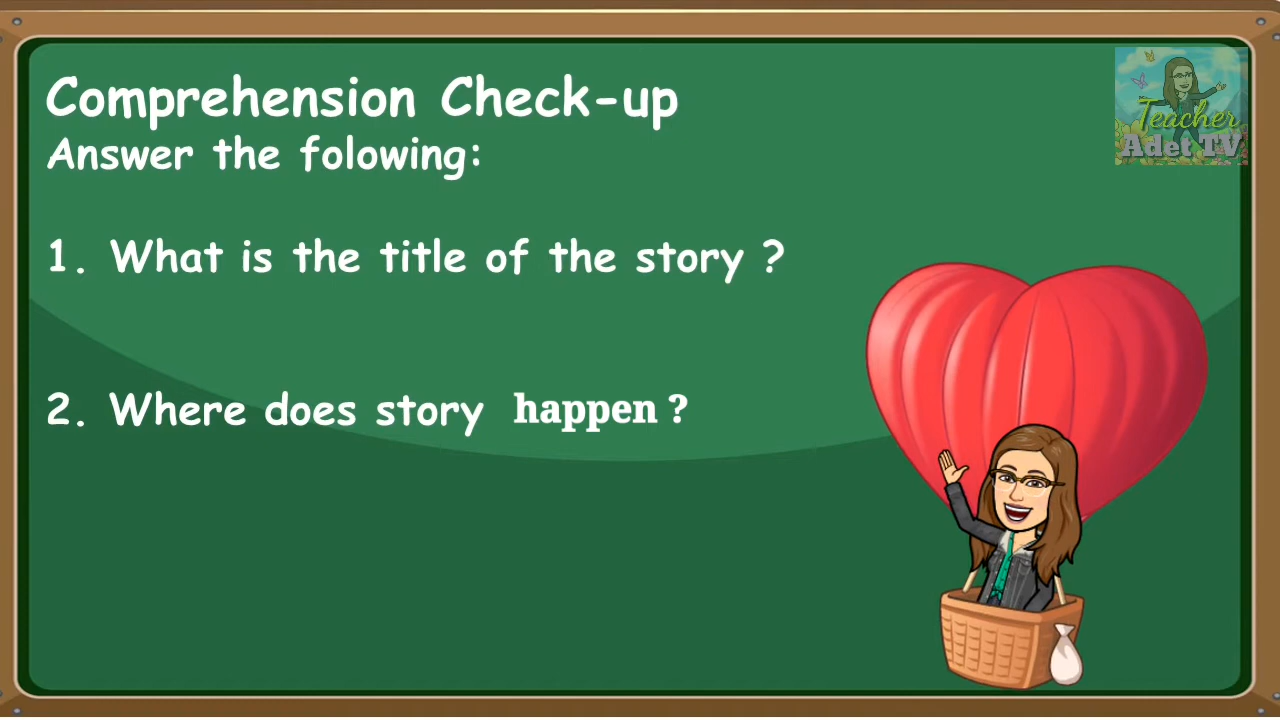 Comprehension Check-up
Answer the folowing:
1. What is the title of the story ?
2. Where does story happen ?
Teacher
Adet TV